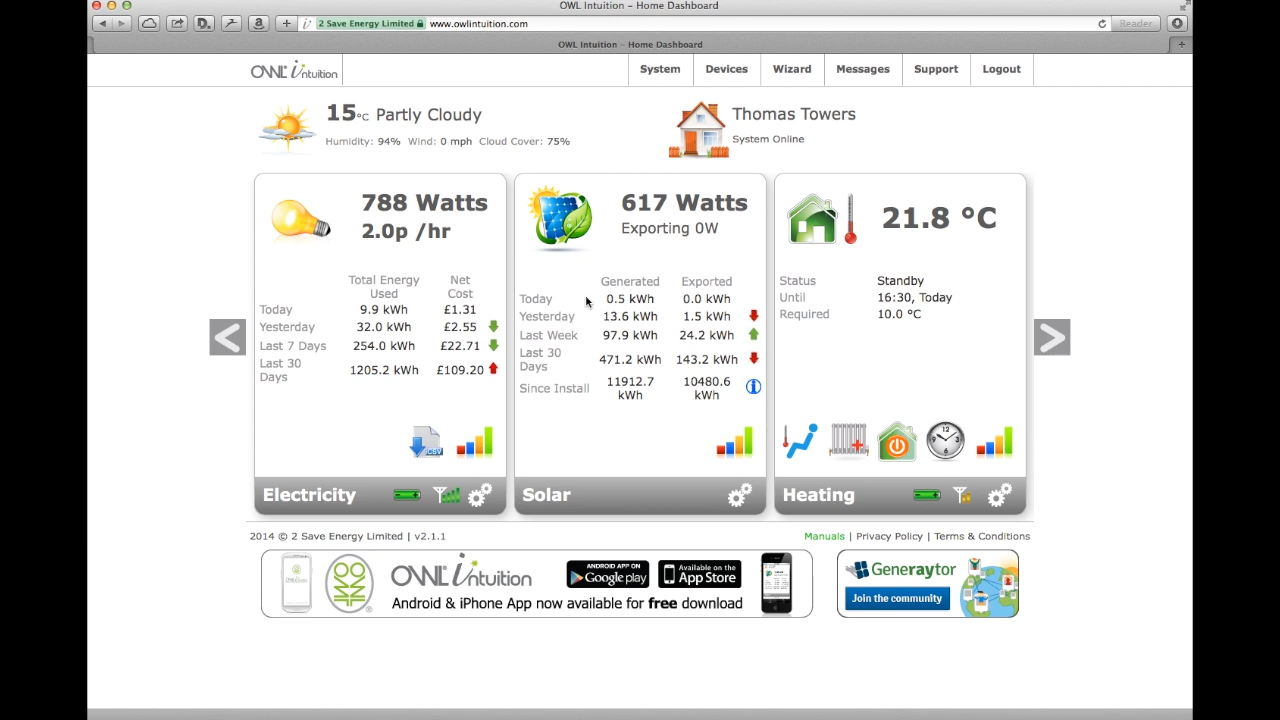 OWL Intuition – Home Dashboard
2 Save Energy Limited www.owlintuition.com Reader
OWL Intuition – Home Dashboard
OWL intuition System Devices Wizard Messages Support Logout
15°C Partly Cloudy
Humidity: 94% Wind: 0 mph Cloud Cover: 75%
Thomas Towers
System Online
788 Watts
2.0p /hr
Total Energy Used Net Cost
Today 9.9 kWh £1.31
Yesterday 32.0 kWh £2.55
Last 7 Days 254.0 kWh £22.71
Last 30 Days 1205.2 kWh £109.20
CSV
Electricity
617 Watts
Exporting 0W
Generated Exported
Today 0.5 kWh 0.0 kWh
Yesterday 13.6 kWh 1.5 kWh
Last Week 97.9 kWh 24.2 kWh
Last 30 Days 471.2 kWh 143.2 kWh
Since Install 11912.7 kWh 10480.6 kWh
Solar
21.8 °C
Status Standby
Until 16:30, Today
Required 10.0 °C
12
3
6
9
Heating
2014 © 2 Save Energy Limited | v2.1.1
Manuals | Privacy Policy | Terms & Conditions
OWL
OWL intuition
ANDROID APP ON
Google play
Available on the
App Store
Android & iPhone App now available for free download
Generaytor
Join the community